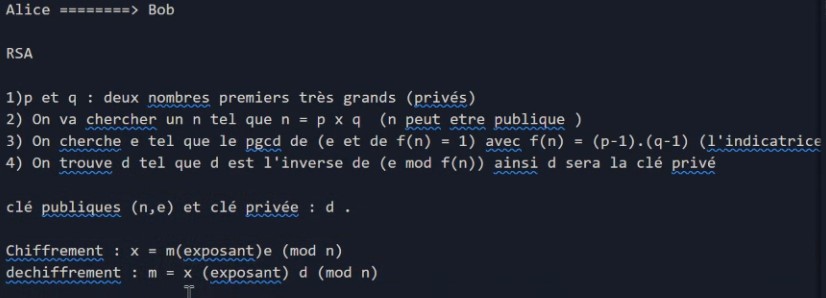 Alice ========> Bob
RSA
1)p et q : deux nombres premiers très grands (privés)
2) On va chercher un n tel que n = p x q  (n peut etre publique )
3) On cherche e tel que le pgcd de (e et de f(n) = 1) avec f(n) = (p-1).(q-1) (l'indicatrice
4) On trouve d tel que d est l'inverse de (e mod f(n)) ainsi d sera la clé privé
clé publiques (n,e) et clé privée : d .
Chiffrement : x = m(exposant)e (mod n)
dechiffrement : m = x (exposant) d (mod n)